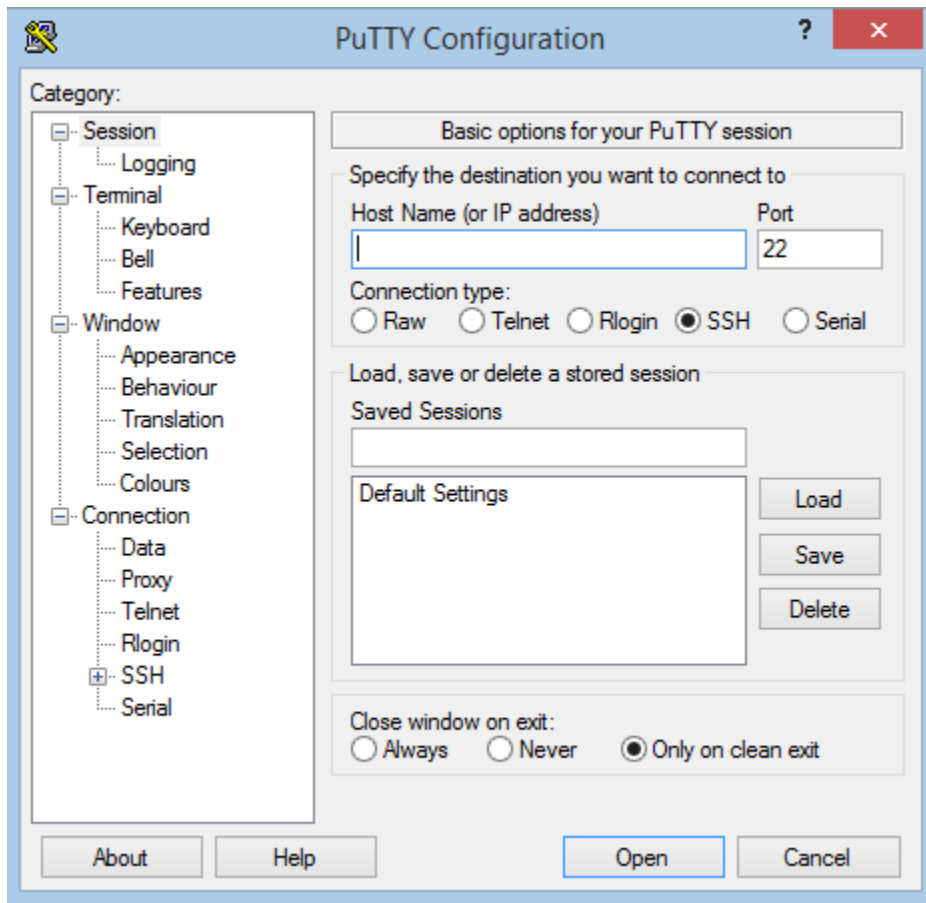 PuTTY Configuration
?
Category:
Session
Logging
Terminal
Keyboard
Bell
Features
Window
Appearance
Behaviour
Translation
Selection
Colours
Connection
Data
Proxy
Telnet
Rlogin
SSH
Serial
Basic options for your PuTTY session
Specify the destination you want to connect to
Host Name (or IP address) Port
22
Connection type:
Raw Telnet Rlogin SSH Serial
Load, save or delete a stored session
Saved Sessions
Default Settings
Load
Save
Delete
Close window on exit:
Always Never Only on clean exit
About Help Open Cancel